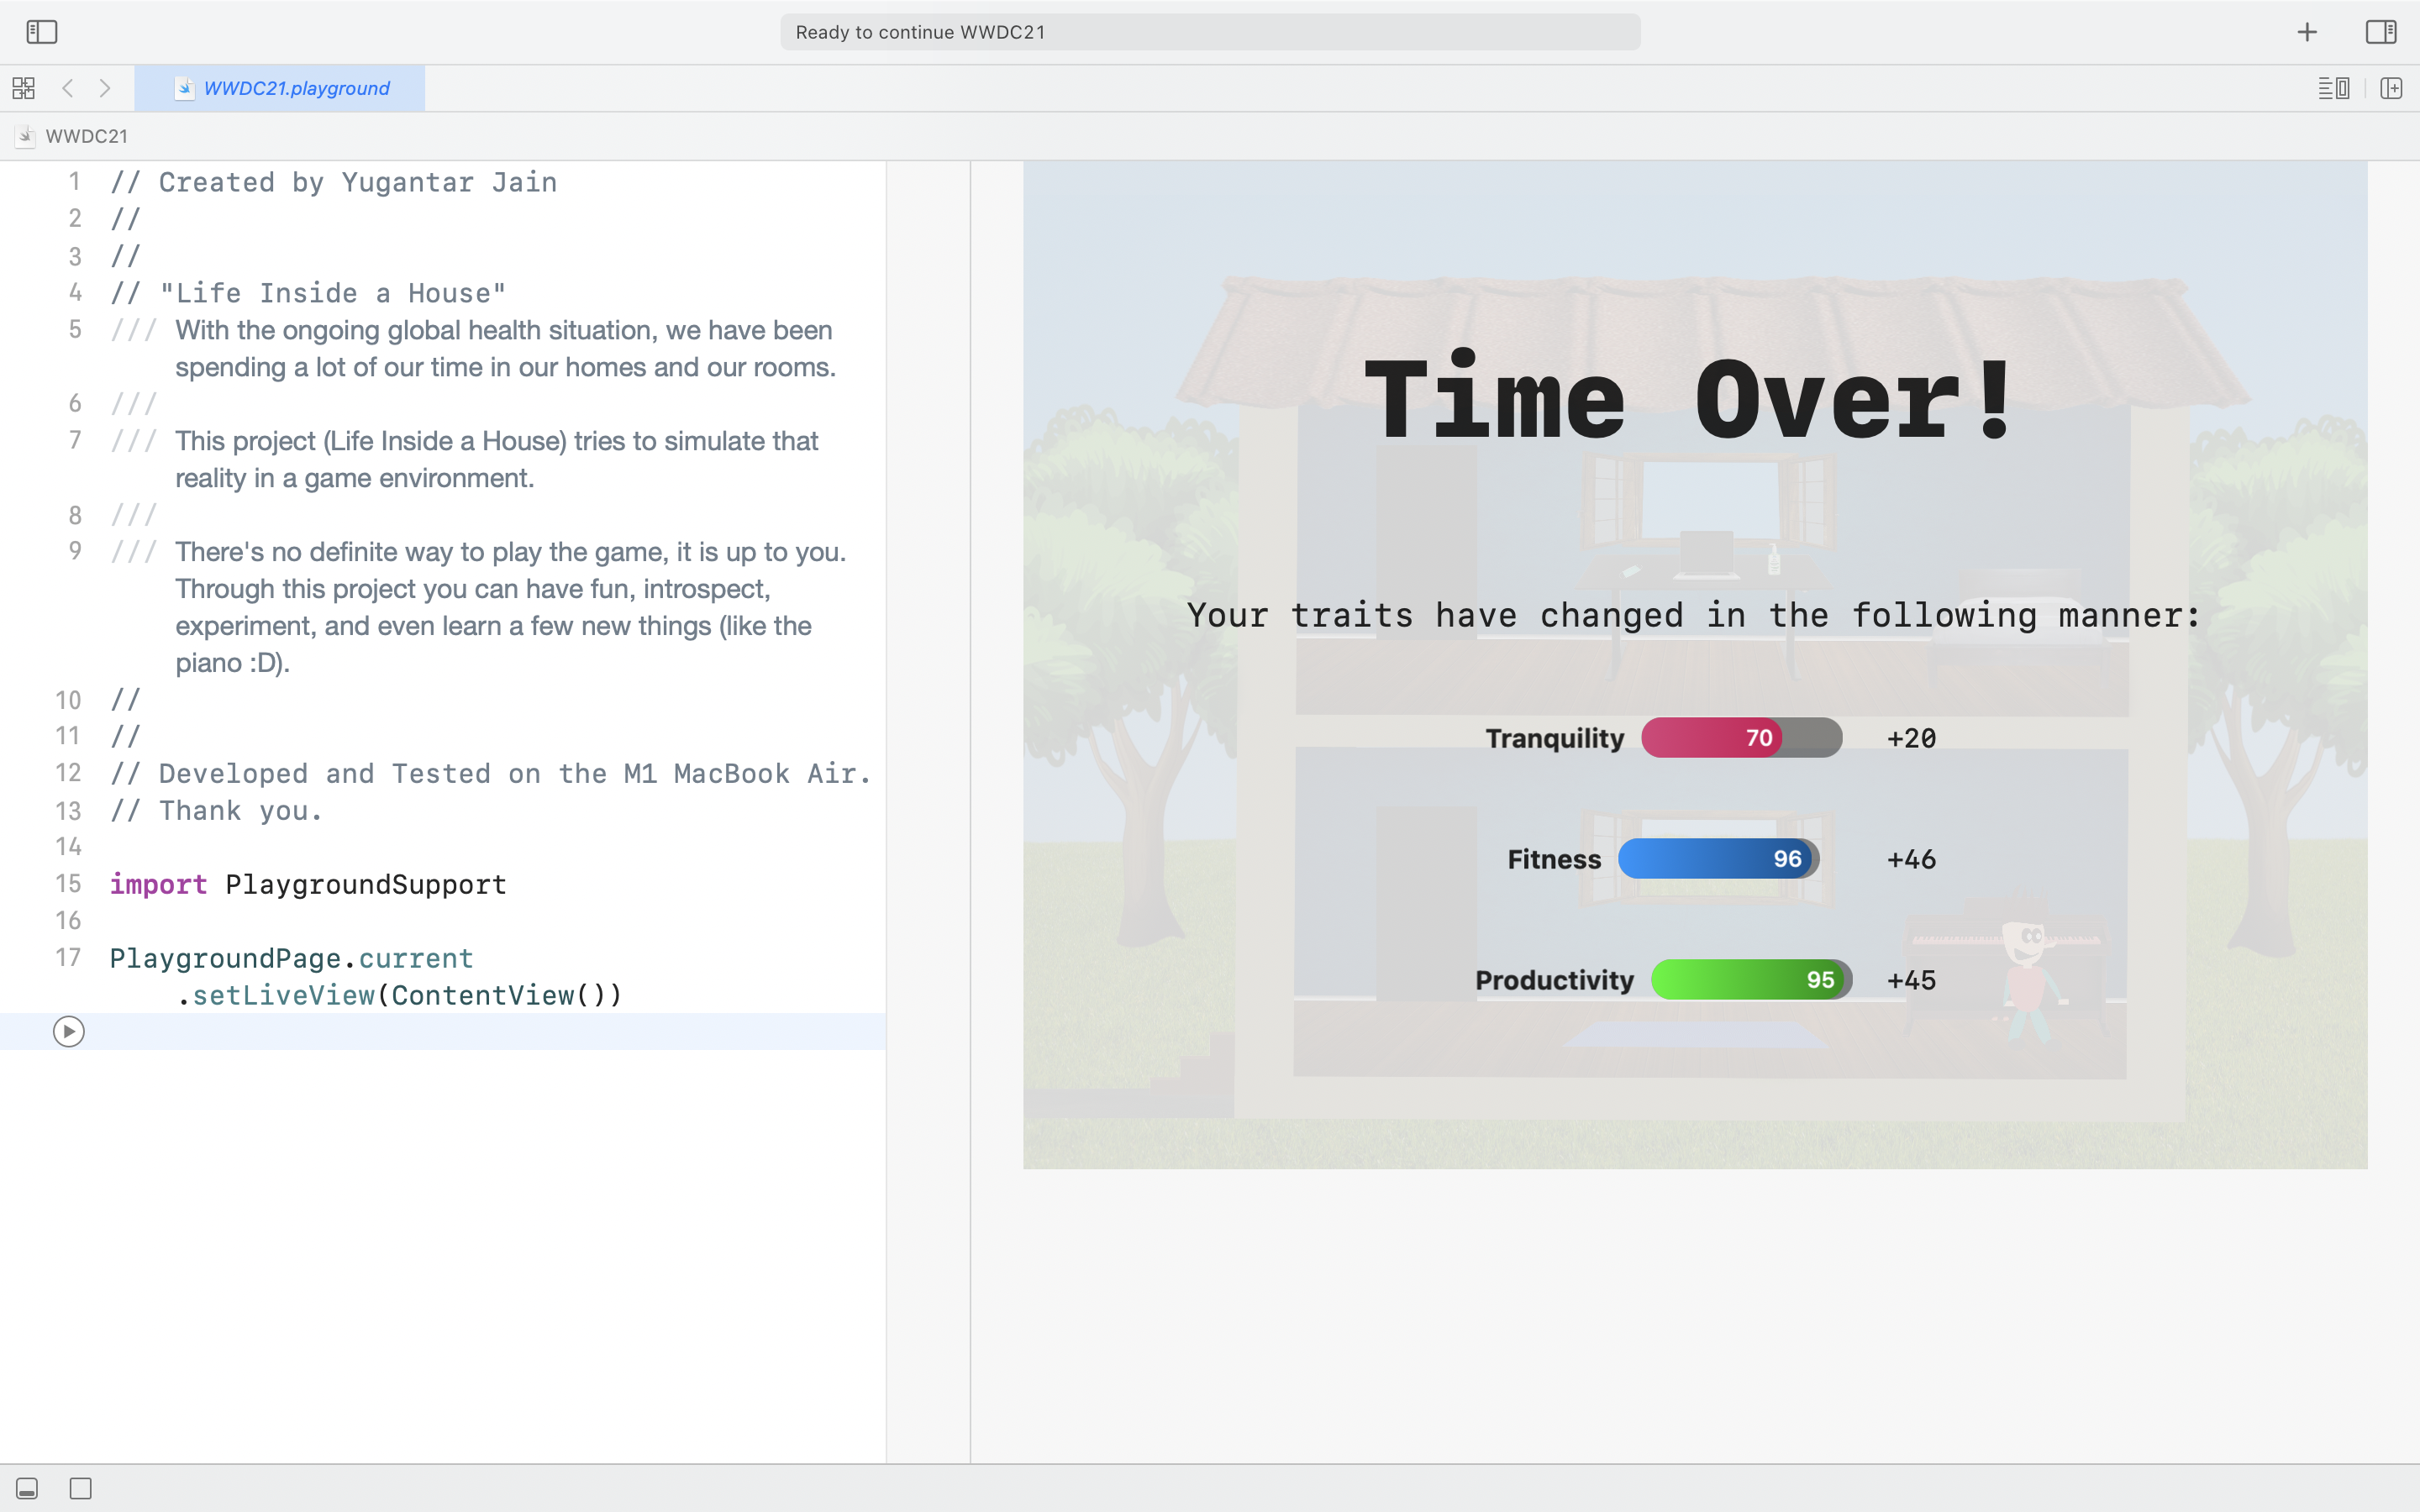 Ready to continue WWDC21
WWDC21.playground
WWDC21
1 // Created by Yugantar Jain
2 //
3 //
4 // "Life Inside a House"
5 /// With the ongoing global health situation, we have been
spending a lot of our time in our homes and our rooms.
6 ///
7 /// This project (Life Inside a House) tries to simulate that
reality in a game environment.
8 ///
9 /// There's no definite way to play the game, it is up to you.
Through this project you can have fun, introspect,
experiment, and even learn a few new things (like the
piano :D).
10 //
11 //
12 // Developed and Tested on the M1 MacBook Air.
13 // Thank you.
14
15 import PlaygroundSupport
16
17 PlaygroundPage.current
.setLiveView(ContentView())
Time Over!
Your traits have changed in the following manner:
Tranquility 70 +20
Fitness 96 +46
Productivity 95 +45